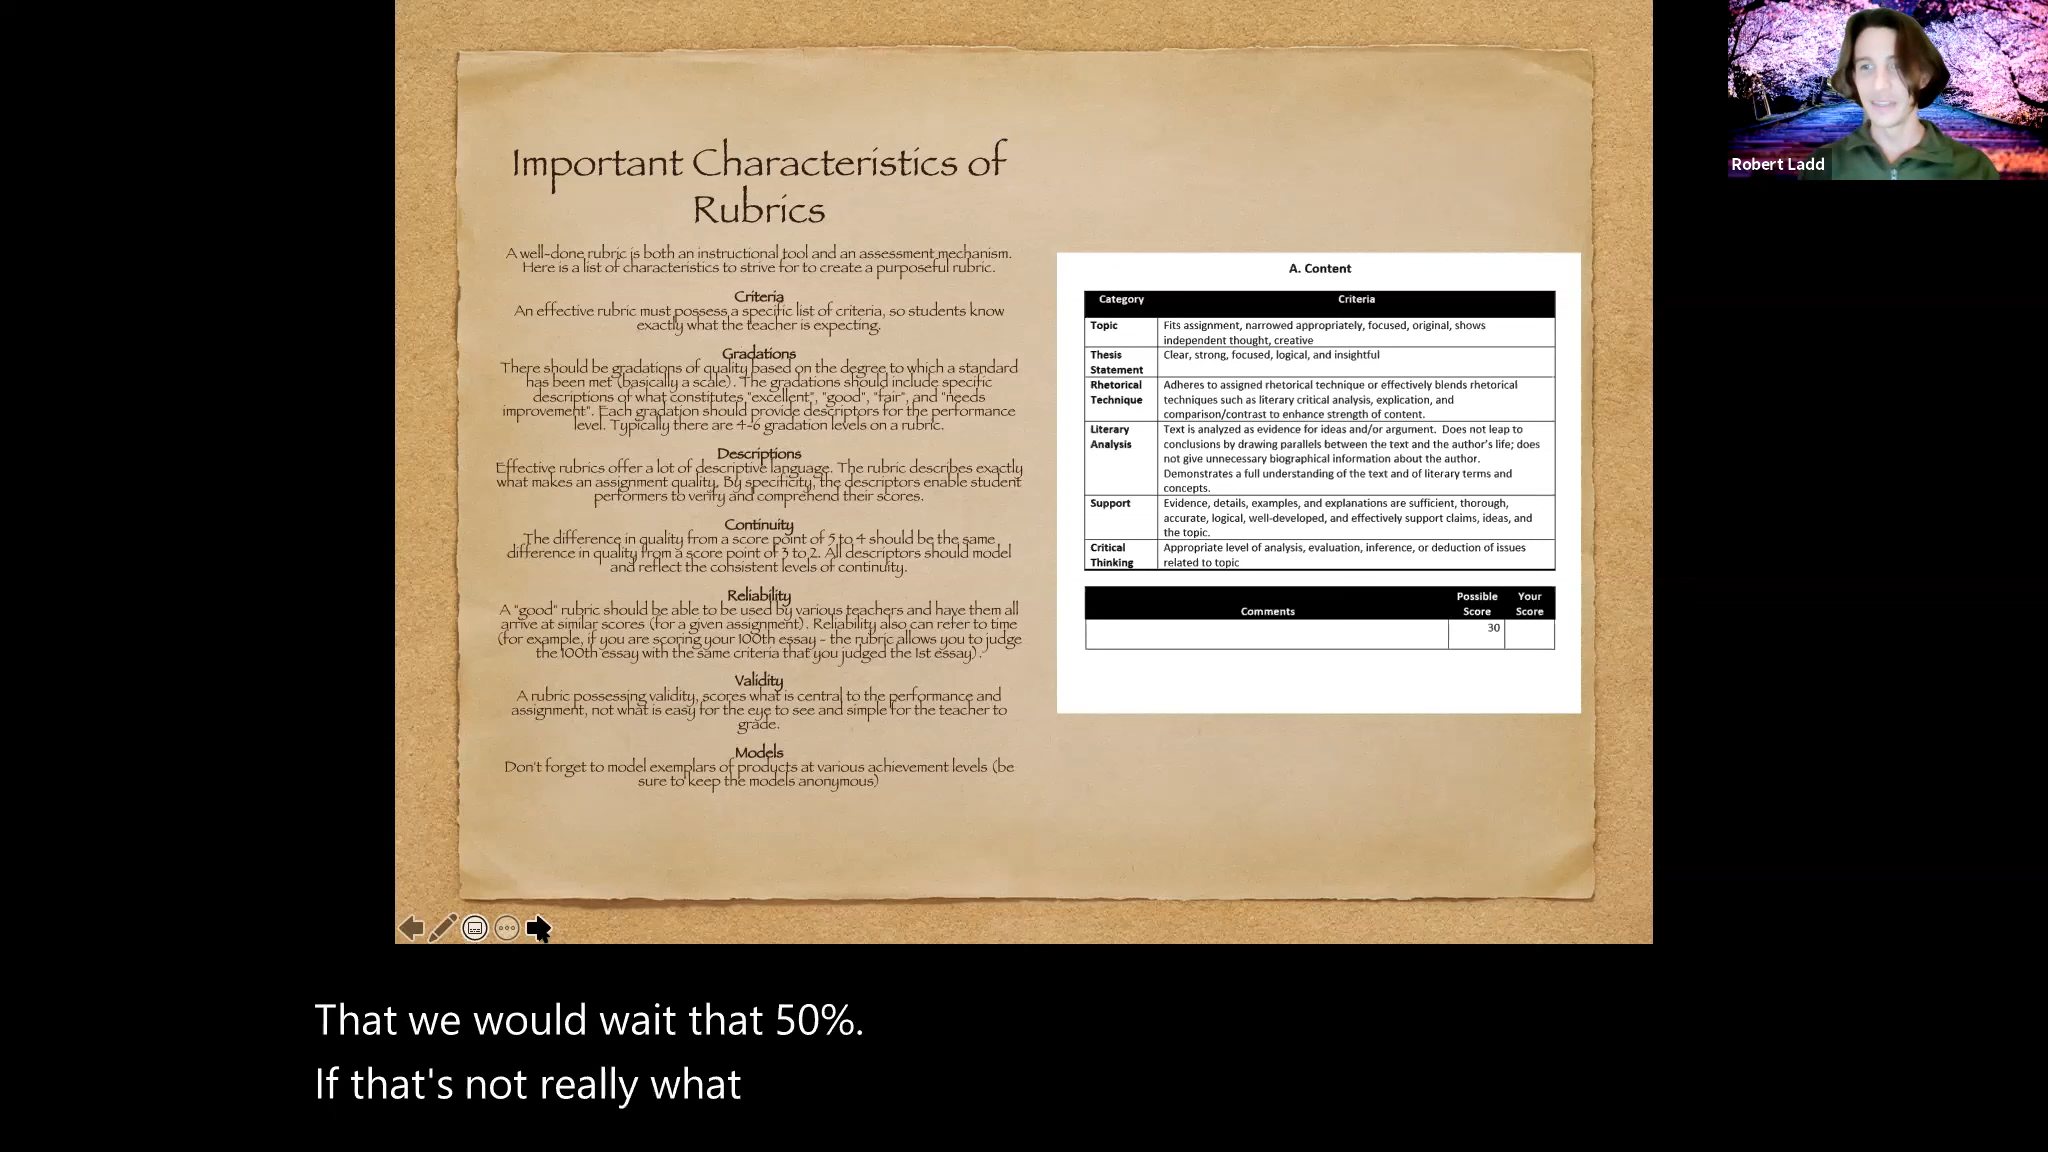 Important Characteristics of
Rubrics
A well-done rubric is both an instructional tool and an assessment mechanism.
Here is a list of characteristics to strive for to create a purposeful rubric.
Criteria
An effective rubric must possess a specific list of criteria, so students know
exactly what the teacher is expecting.
Gradations
There should be gradations of quality based on the degree to which a standard
has been met (basically a scale). The gradations should include specific
descriptions of what constitutes "excellent", "good", "fair", and "needs
improvement". Each gradation should provide descriptors for the performance
level. Typically there are 4-6 gradation levels on a rubric.
Descriptions
Effective rubrics offer a lot of descriptive language. The rubric describes exactly
what makes an assignment quality. By specificity, the descriptors enable student
performers to verify and comprehend their scores.
Continuity
The difference in quality from a score point of 5 to 4 should be the same
difference in quality from a score point of 3 to 2. All descriptors should model
and reflect the consistent levels of continuity.
Reliability
A "good" rubric should be able to be used by various teachers and have them all
arrive at similar scores (for a given assignment). Reliability also can refer to time
(for example, if you are scoring your 100th essay - the rubric allows you to judge
the 100th essay with the same criteria that you judged the 1st essay).
Validity
A rubric possessing validity, scores what is central to the performance and
assignment, not what is easy for the eye to see and simple for the teacher to
grade.
Models
Don't forget to model exemplars of products at various achievement levels (be
sure to keep the models anonymous)
A. Content
Category Criteria
Topic Fits assignment, narrowed appropriately, focused, original, shows
independent thought, creative
Thesis Clear, strong, focused, logical, and insightful
Statement
Rhetorical Adheres to assigned rhetorical technique or effectively blends rhetorical
Technique techniques such as literary critical analysis, explication, and
comparison/contrast to enhance strength of content.
Literary Text is analyzed as evidence for ideas and/or argument. Does not leap to
Analysis conclusions by drawing parallels between the text and the author's life; does
not give unnecessary biographical information about the author.
Demonstrates a full understanding of the text and of literary terms and
concepts.
Support Evidence, details, examples, and explanations are sufficient, thorough,
accurate, logical, well-developed, and effectively support claims, ideas, and
the topic.
Critical Appropriate level of analysis, evaluation, inference, or deduction of issues
Thinking related to topic
Possible Your
Comments Score Score
30
Robert Ladd
That we would wait that 50%.
If that's not really what